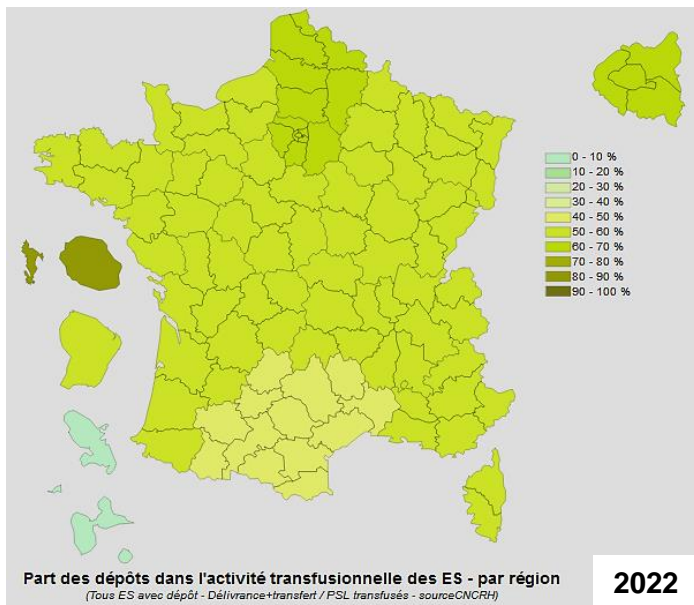 0 - 10 %
10 - 20 %
20 - 30 %
30 - 40 %
40 - 50 %
50 - 60 %
60 - 70 %
70 - 80 %
80 - 90 %
90 - 100 %
Part des dépôts dans l'activité transfusionnelle des ES - par région
(Tous ES avec dépôt - Délivrance+transfert / PSL transfusés - sourceCNCRH)
2022